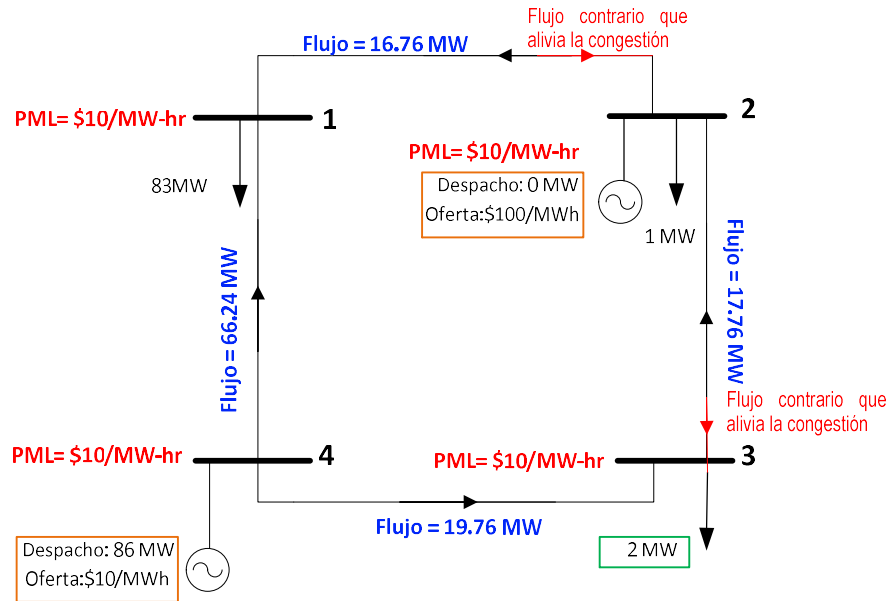 Flujo contrario que
alivia la congestión
Flujo = 16.76 MW
PML= $10/MW-hr
1
2
83MW
PML= $10/MW-hr
Despacho: 0 MW
Oferta:$100/MWh
1 MW
Flujo = 66.24 MW
Flujo = 17.76 MW
Flujo contrario que
alivia la congestión
PML= $10/MW-hr
4
PML= $10/MW-hr
3
Flujo = 19.76 MW
Despacho: 86 MW
Oferta:$10/MWh
2 MW